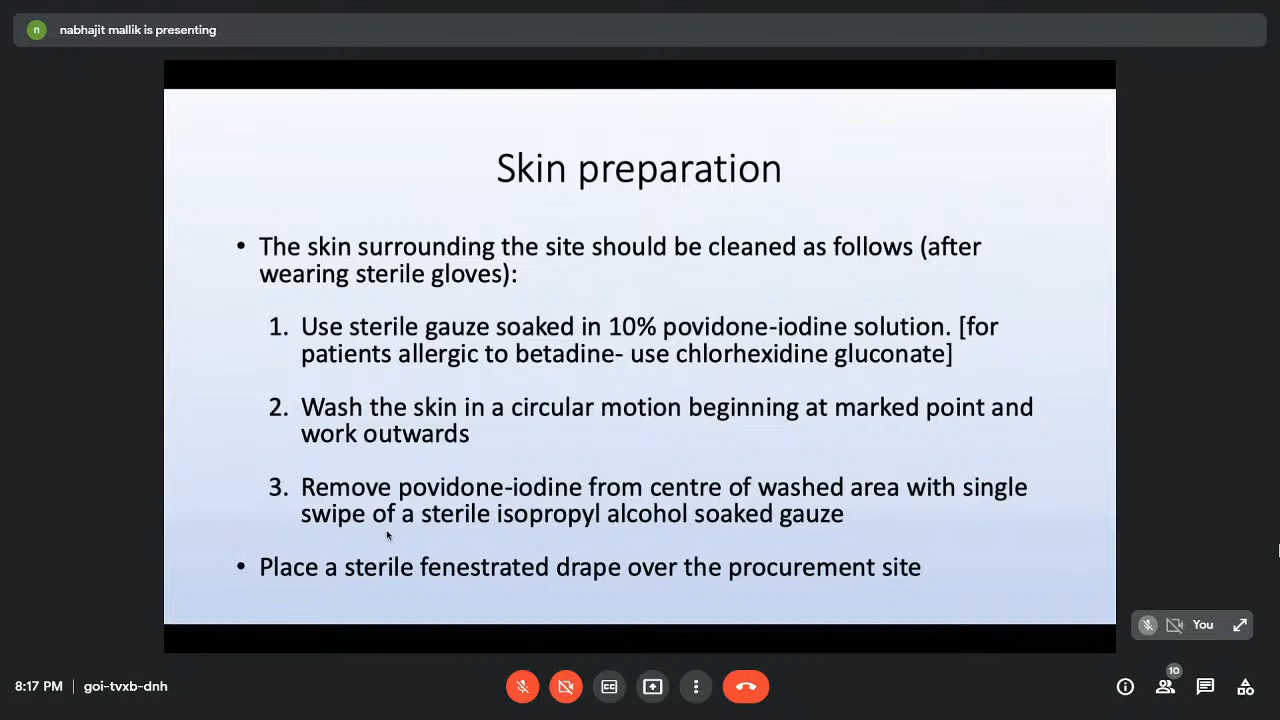 n
nabhajit mallik is presenting
Skin preparation
• The skin surrounding the site should be cleaned as follows (after
wearing sterile gloves):
1. Use sterile gauze soaked in 10% povidone-iodine solution. [for
patients allergic to betadine- use chlorhexidine gluconate]
2. Wash the skin in a circular motion beginning at marked point and
work outwards
3. Remove povidone-iodine from centre of washed area with single
swipe of a sterile isopropyl alcohol soaked gauze
• Place a sterile fenestrated drape over the procurement site
You
8:17 PM | goi-tvxb-dnh
CC
10